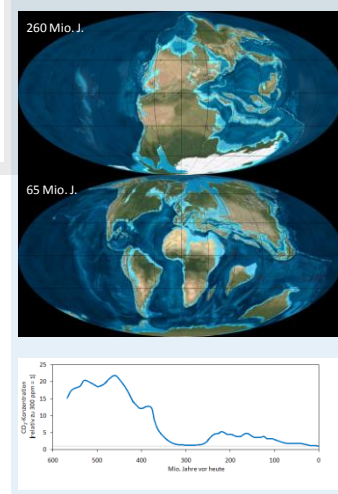 260 Mio. J.
65 Mio. J.
CO₂-Konzentration
(relativ zu 300 ppm = 1)
25
20
15
10
5
0
600 500 400 300 200 100 0
Mio. Jahre vor heute